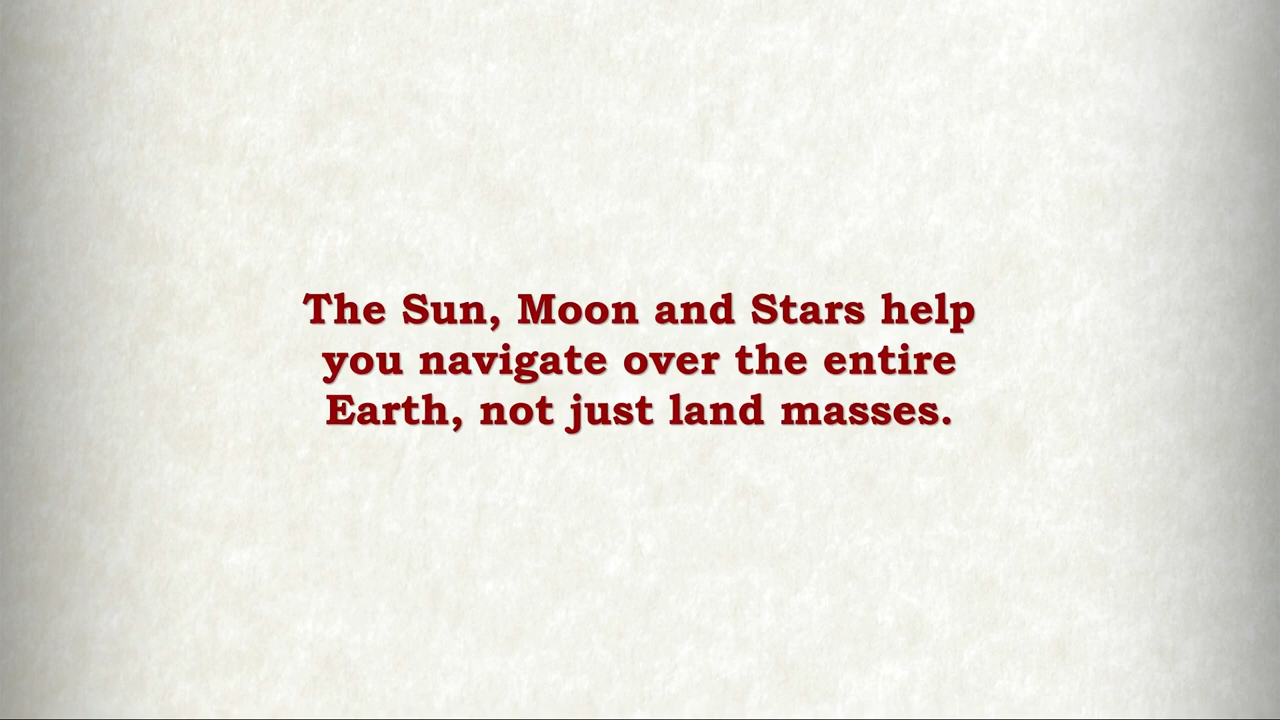 The Sun, Moon and Stars help
you navigate over the entire
Earth, not just land masses.